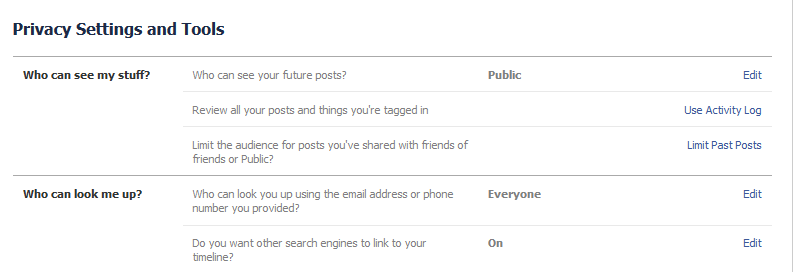 Privacy Settings and Tools
Who can see my stuff? Who can see your future posts? Public Edit
Review all your posts and things you're tagged in Use Activity Log
Limit the audience for posts you've shared with friends of Limit Past Posts
friends or Public?
Who can look me up? Who can look you up using the email address or phone Everyone Edit
number you provided?
Do you want other search engines to link to your On Edit
timeline?